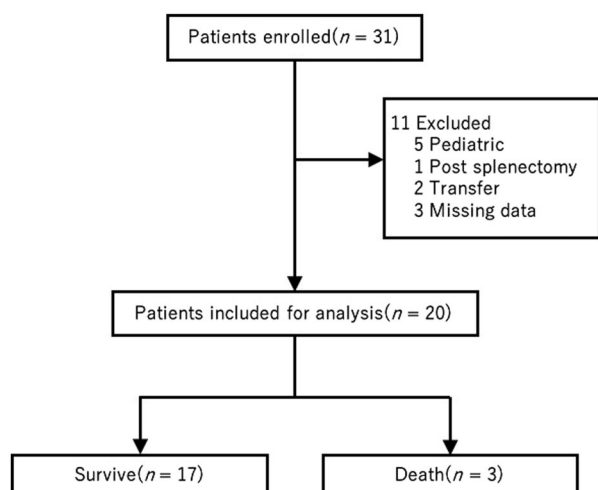 Patients enrolled(n = 31)
11 Excluded
5 Pediatric
1 Post splenectomy
2 Transfer
3 Missing data
Patients included for analysis(n = 20)
Survive(n = 17)
Death(n = 3)